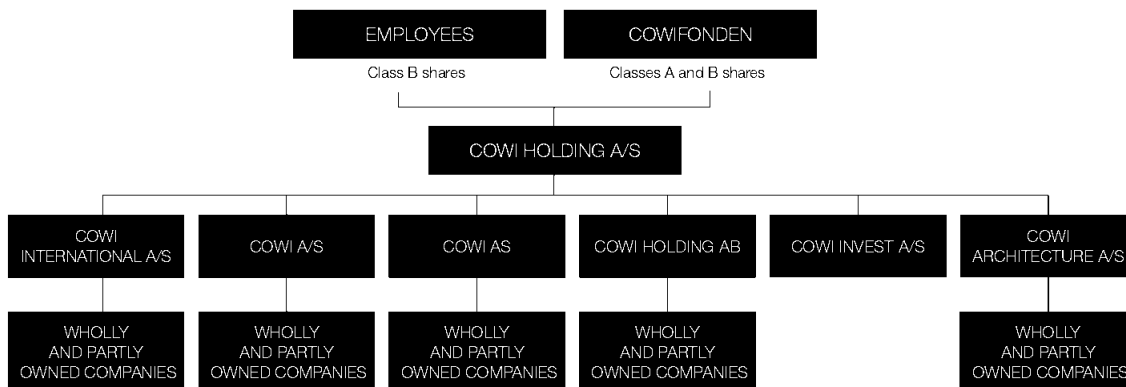 EMPLOYEES
COWIFONDEN
Class B shares
Classes A and B shares
COWI HOLDING A/S
COWI
INTERNATIONAL A/S
COWI A/S
COWI AS
COWI HOLDING AB
COWI INVEST A/S
COWI
ARCHITECTURE A/S
WHOLLY
AND PARTLY
OWNED COMPANIES
WHOLLY
AND PARTLY
OWNED COMPANIES
WHOLLY
AND PARTLY
OWNED COMPANIES
WHOLLY
AND PARTLY
OWNED COMPANIES
WHOLLY
AND PARTLY
OWNED COMPANIES